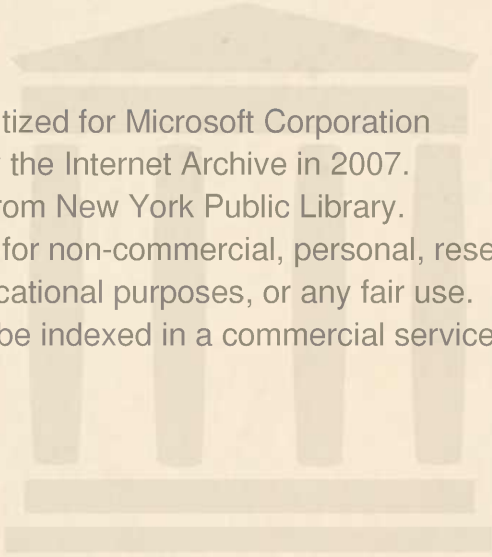 tized for Microsoft Corporation
the Internet Archive in 2007.
rom New York Public Library.
for non-commercial, personal, rese
cational purposes, or any fair use.
be indexed in a commercial service